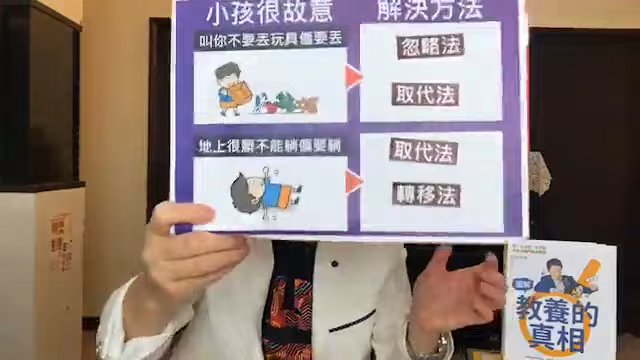 小孩很故意
解決方法
叫你不要丟玩具偏要丟
忽略法
取代法
地上很髒不能躺偏要躺
取代法
轉移法
圖解
教養的
真相